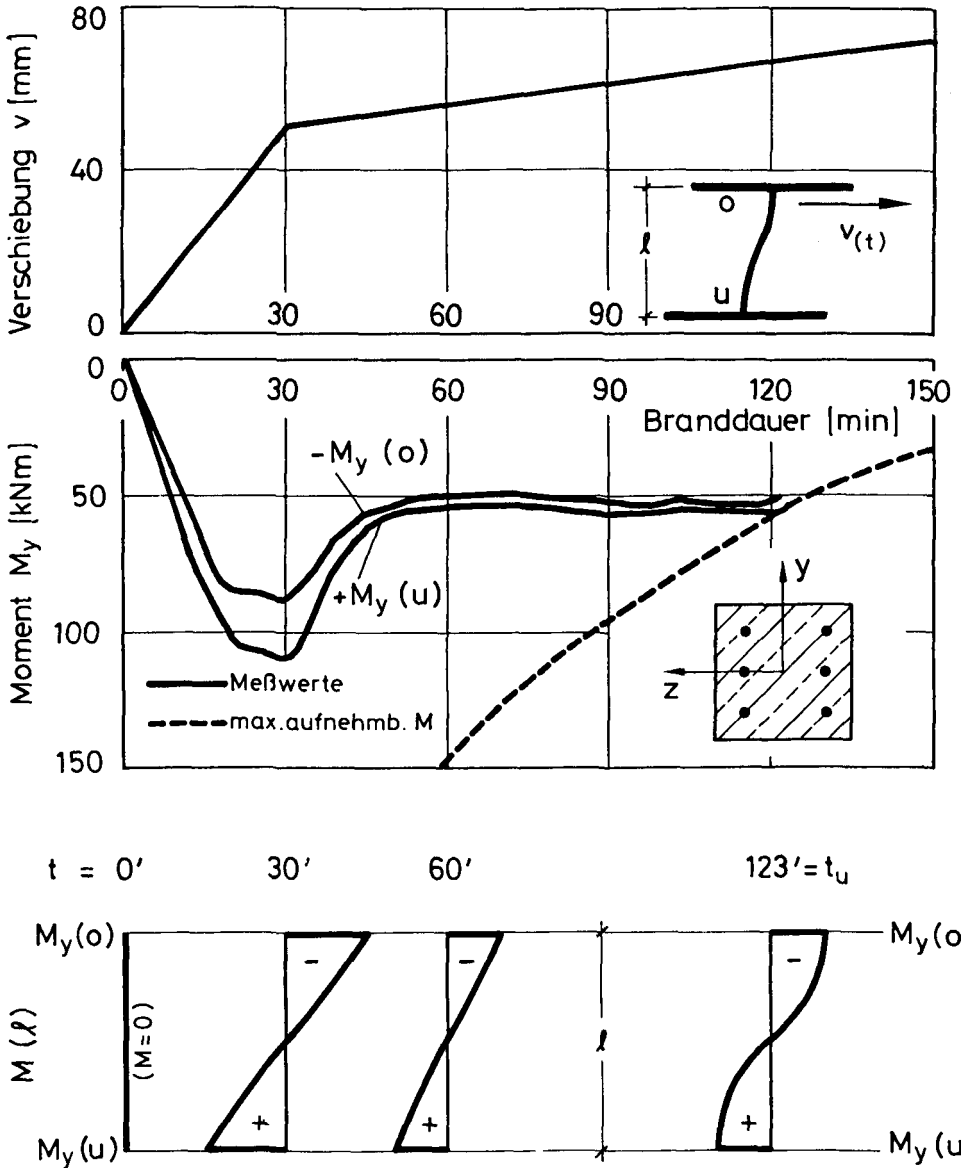 Verschiebung v [mm]
80
40
0
o
l
v(t)
u
30 60 90
Moment My [kNm]
0
50
100
150
0 30 60 90 120 150
Branddauer [min]
-My (o)
+My (u)
y
z
Meßwerte
max. aufnehmb. M
t = 0' 30' 60' 123' = tu
M (l)
My(o)
(M=0)
My(u)
- - -
+ + +
l
My(o
My(u